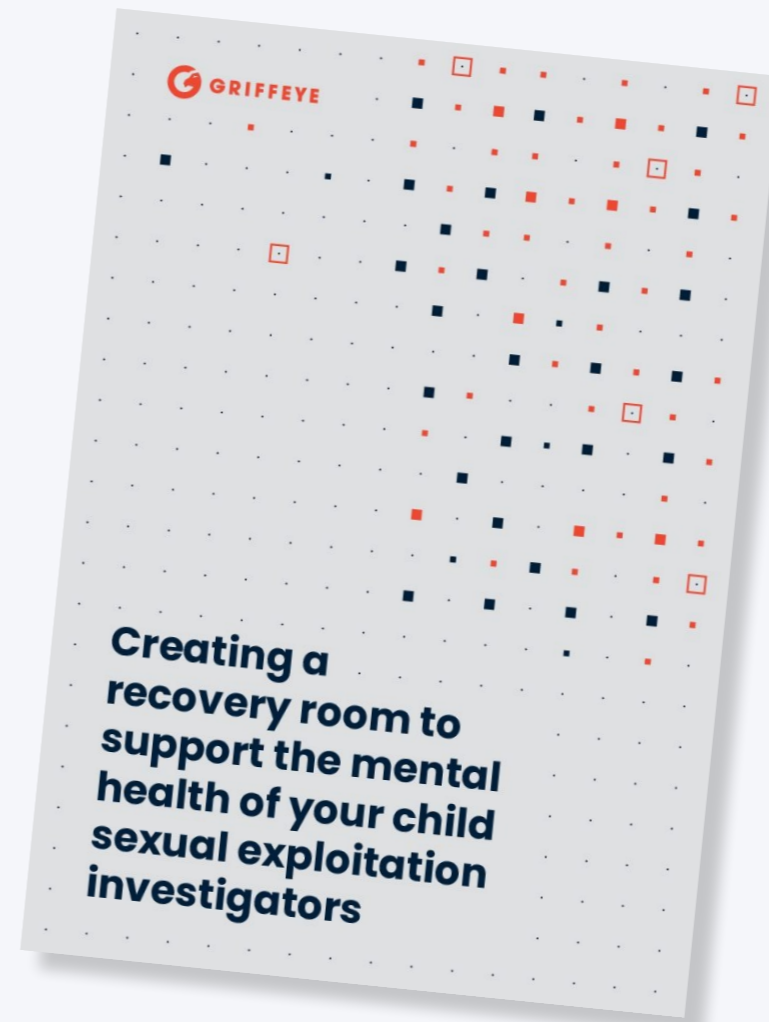 GRIFFEYE
Creating a
recovery room to
support the mental
health of your child
sexual exploitation
investigators